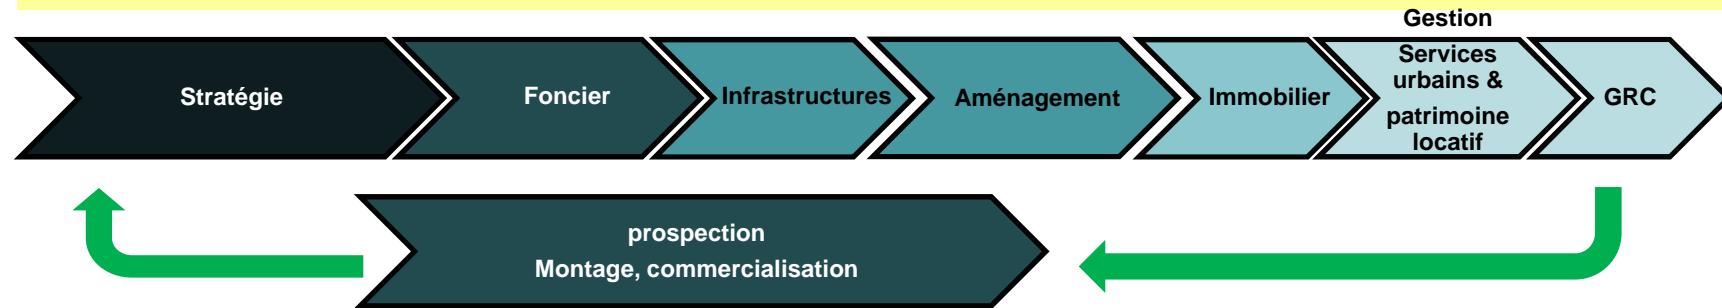 Gestion
Stratégie
Foncier
Infrastructures
Aménagement
Immobilier
Services
urbains &
patrimoine
locatif
GRC
prospection
Montage, commercialisation